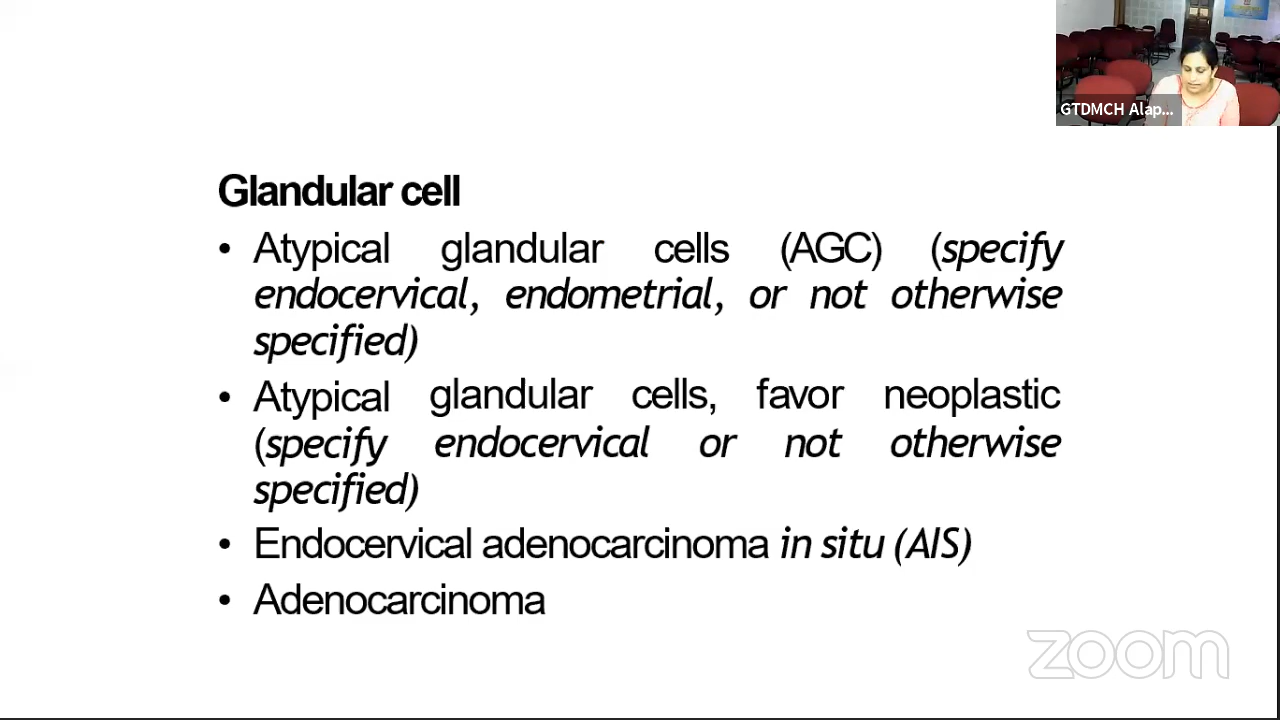 GTDMCH Alap...
Glandular cell
• Atypical glandular cells (AGC) (specify
endocervical, endometrial, or not otherwise
specified)
• Atypical glandular cells, favor neoplastic
(specify endocervical or not otherwise
specified)
• Endocervical adenocarcinoma in situ (AIS)
• Adenocarcinoma
zoom